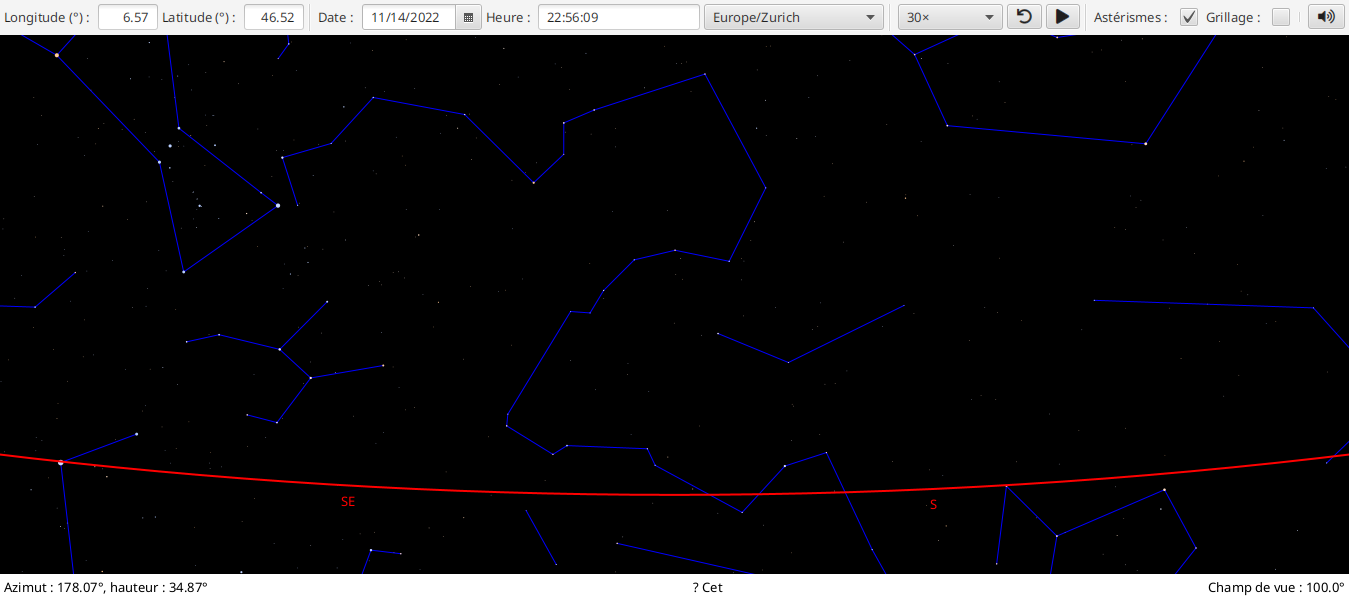 Longitude (°) : 6.57 Latitude (°) : 46.52 Date : 11/14/2022 Heure : 22:56:09 Europe/Zurich 30× Astérismes : Grillage :
SE
S
Azimut : 178.07°, hauteur : 34.87° ? Cet Champ de vue : 100.0°